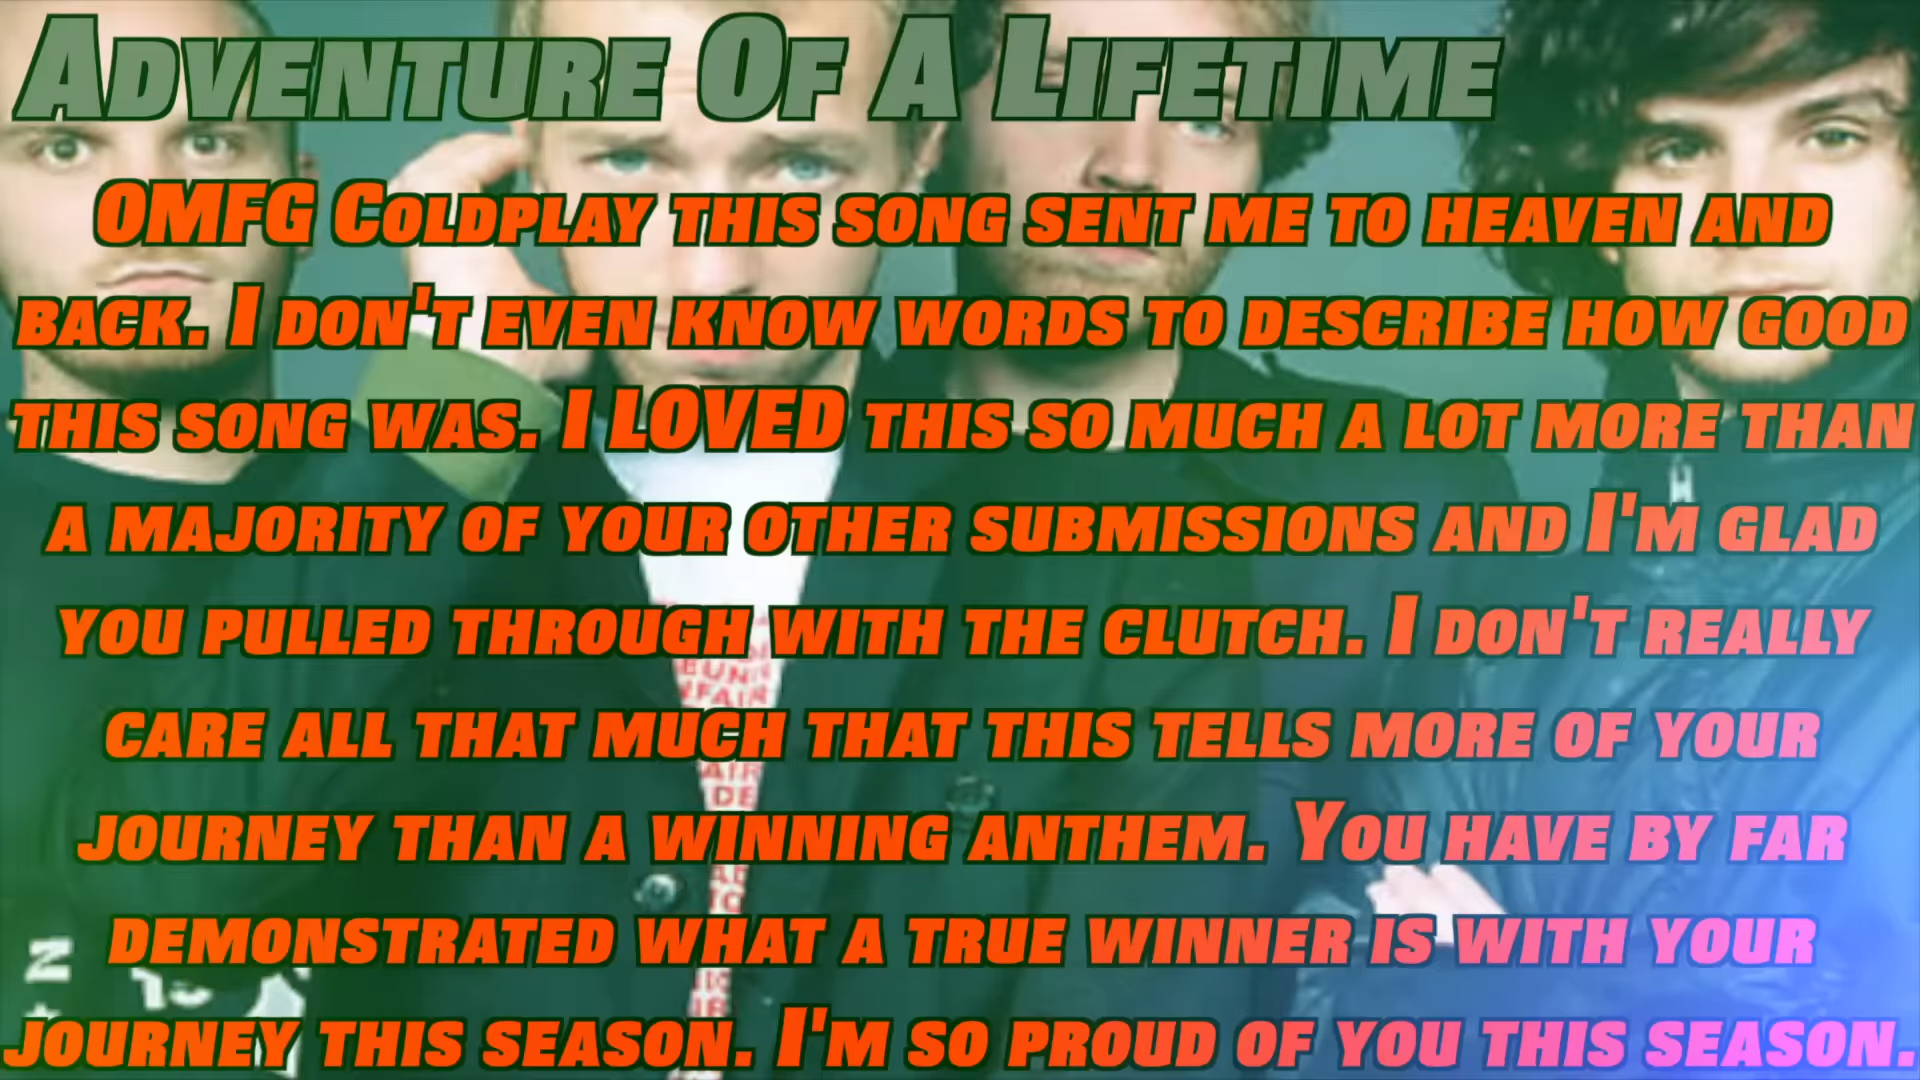 Adventure Of A Lifetime
OMFG Coldplay this song sent me to heaven and
back. I don't even know words to describe how good
this song was. I LOVED this so much a lot more than
a majority of your other submissions and I'm glad
you pulled through with the clutch. I don't really
care all that much that this tells more of your
journey than a winning anthem. You have by far
demonstrated what a true winner is with your
journey this season. I'm so proud of you this season.